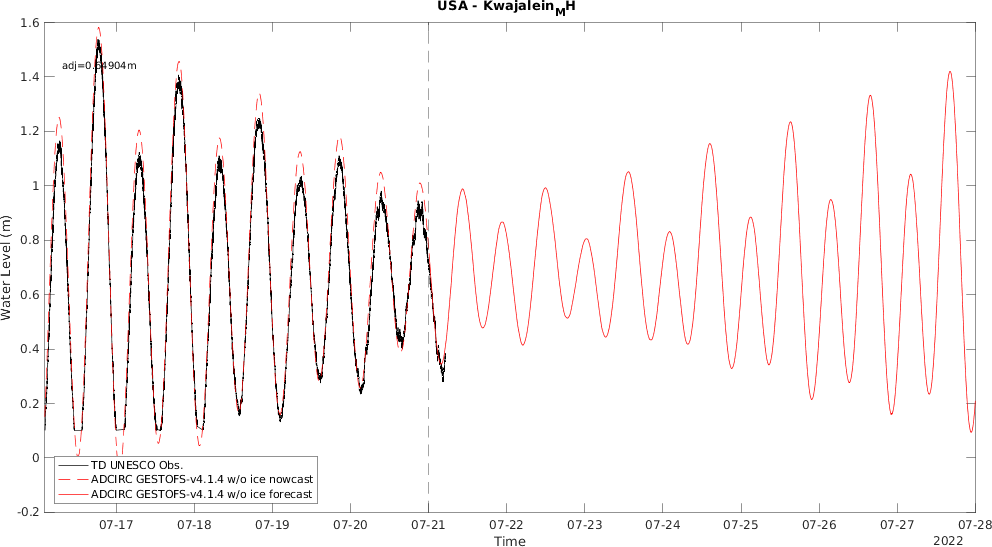 USA - Kwajalein_MH
1.6
1.4
1.2
1
0.8
0.6
0.4
0.2
0
-0.2
Water Level (m)
adj=0.54904m
TD UNESCO Obs.
ADCIRC GESTOFS-v4.1.4 w/o ice nowcast
ADCIRC GESTOFS-v4.1.4 w/o ice forecast
07-17 07-18 07-19 07-20 07-21 07-22 07-23 07-24 07-25 07-26 07-27 07-28
Time
2022